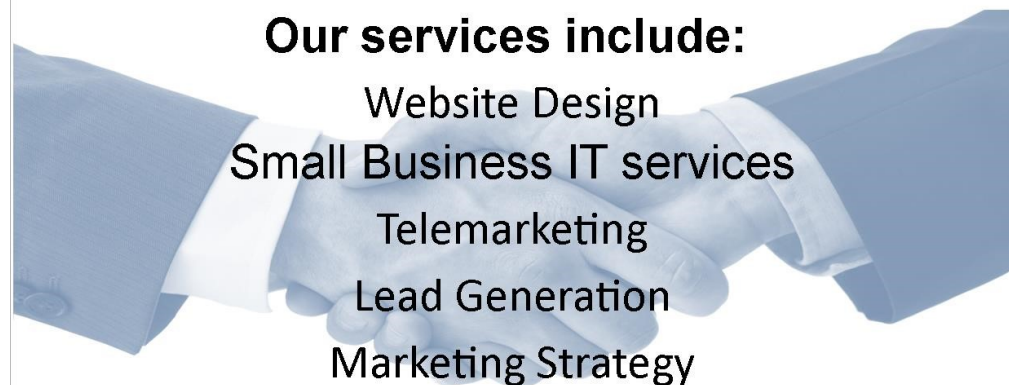 Our services include:
Website Design
Small Business IT services
Telemarketing
Lead Generation
Marketing Strategy